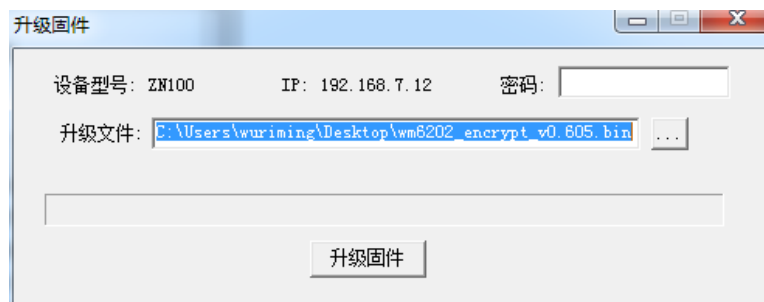 升级固件
设备型号: ZN100 IP: 192.168.7.12 密码:
升级文件: C:\Users\wuriming\Desktop\wm6202_encrypt_v0.605.bin ...
升级固件